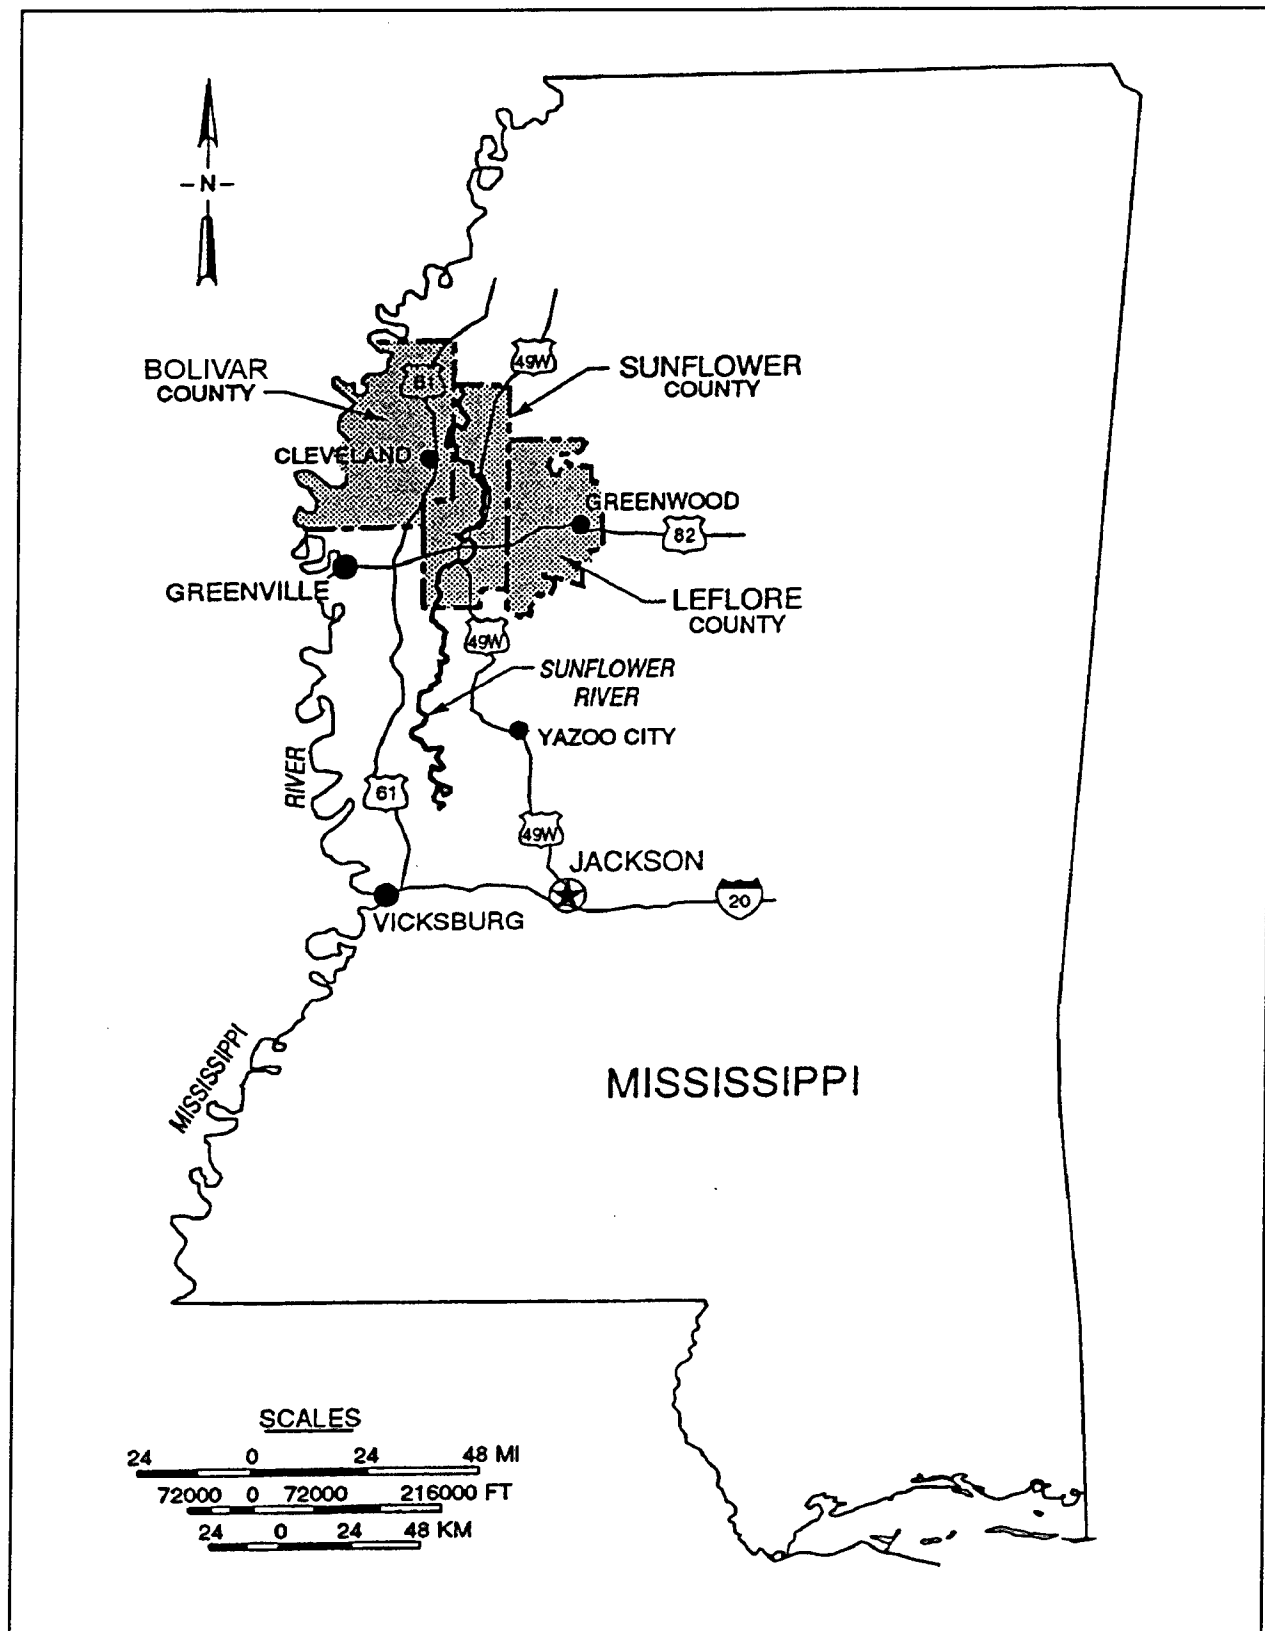 -N-
BOLIVAR
COUNTY
61
49W
SUNFLOWER
COUNTY
CLEVELAND
GREENWOOD
82
GREENVILLE
LEFLORE
COUNTY
49W
SUNFLOWER
RIVER
YAZOO CITY
RIVER
61
49W
JACKSON
20
VICKSBURG
MISSISSIPPI
MISSISSIPPI
SCALES
24 0 24 48 MI
72000 0 72000 216000 FT
24 0 24 48 KM